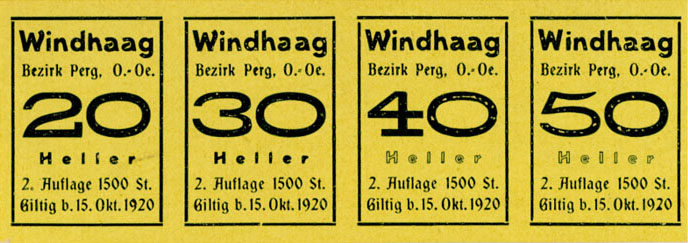 Windhaag
Bezirk Perg, O.-Oe.
20
Heller
2. Auflage 1500 St.
Giltig b. 15. Okt. 1920
Windhaag
Bezirk Perg, O.-Oe.
30
Heller
2. Auflage 1500 St.
Giltig b. 15. Okt. 1920
Windhaag
Bezirk Perg, O.-Oe.
40
Heller
2. Auflage 1500 St.
Giltig b. 15. Okt. 1920
Windhaag
Bezirk Perg, O.-Oe.
50
Heller
2. Auflage 1500 St.
Giltig b. 15. Okt. 1920